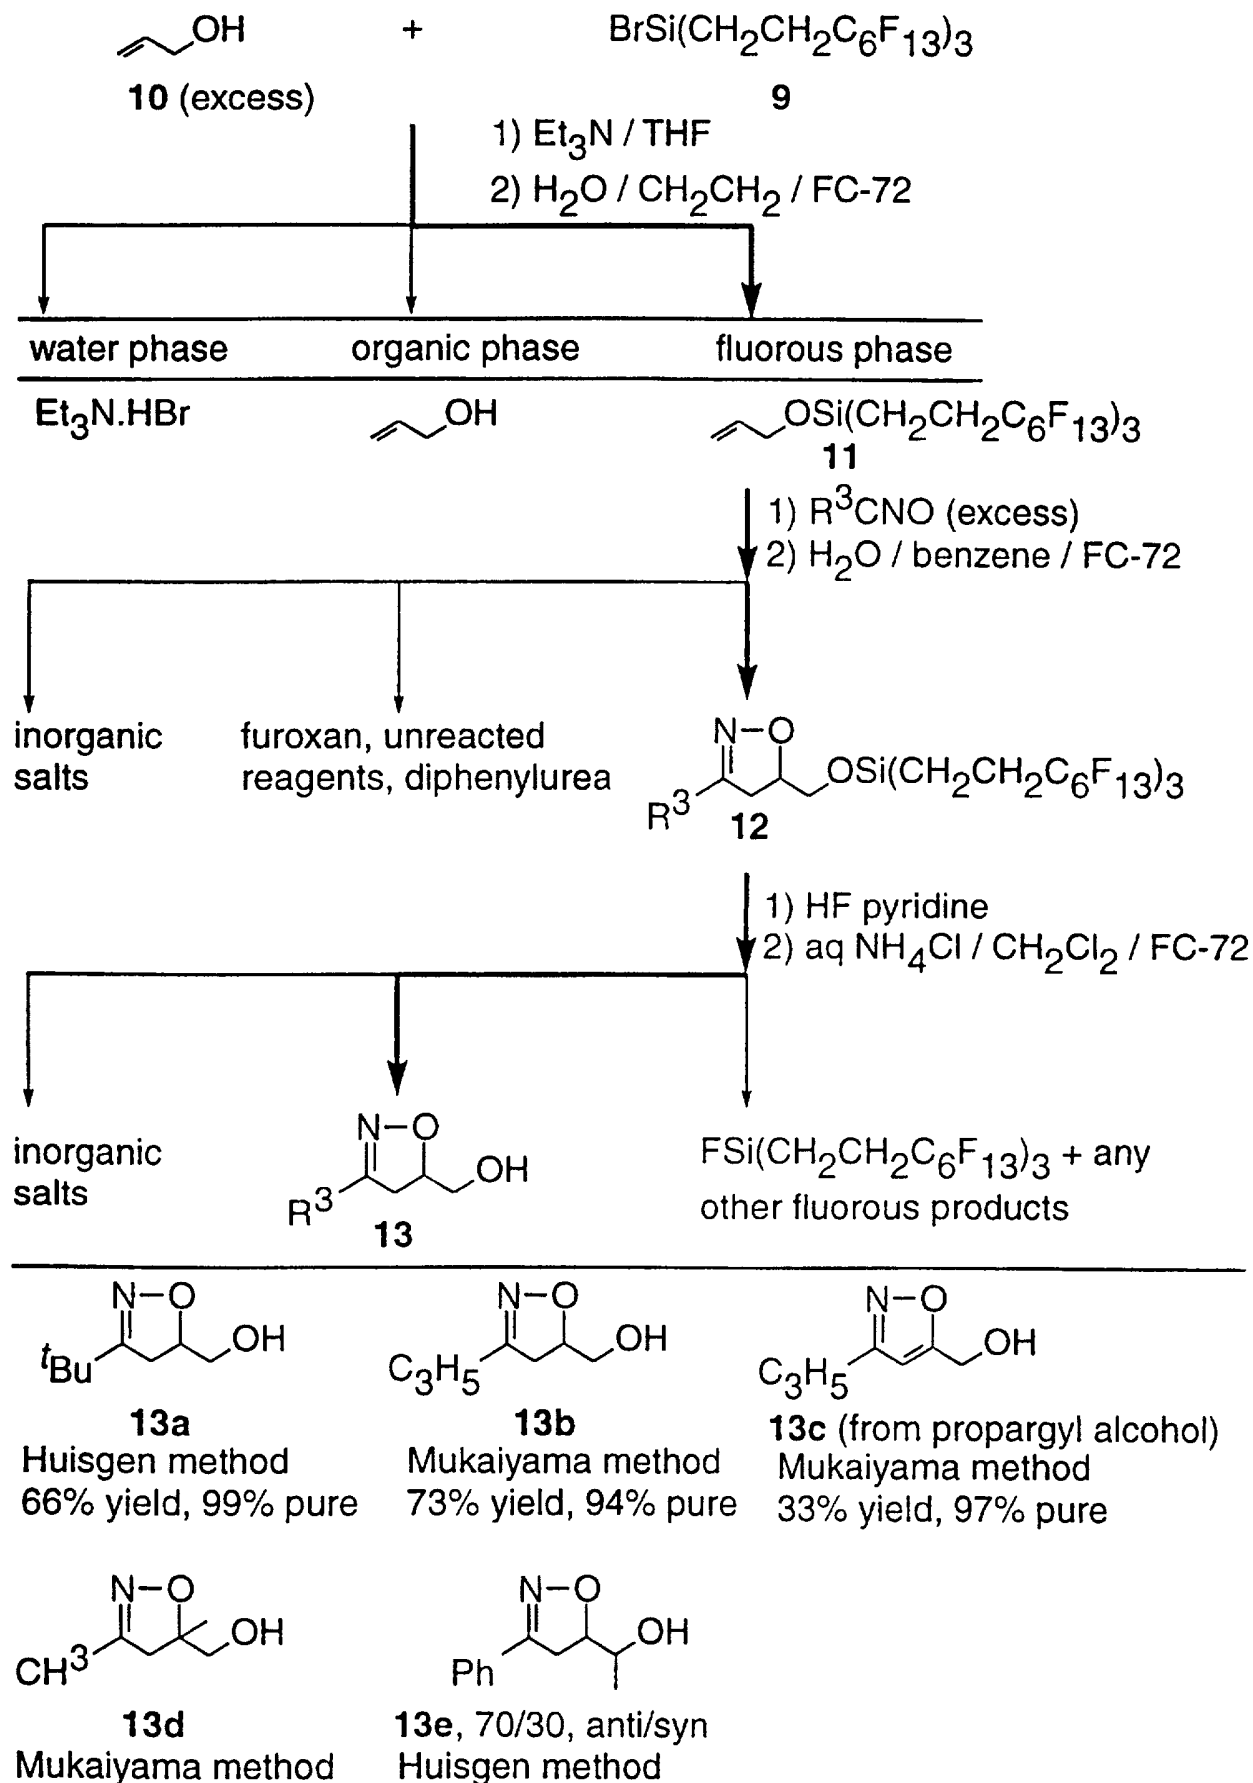 OH + BrSi(CH2CH2C6F13)3
10 (excess) 9
1) Et3N / THF
2) H2O / CH2CH2 / FC-72
water phase organic phase fluorous phase
Et3N.HBr OH OSi(CH2CH2C6F13)3
11
1) R3CNO (excess)
2) H2O / benzene / FC-72
inorganic
salts
furoxan, unreacted
reagents, diphenylurea
N-O
OSi(CH2CH2C6F13)3
R3
12
1) HF pyridine
2) aq NH4Cl / CH2Cl2 / FC-72
inorganic
salts
N-O
OH
R3
13
FSi(CH2CH2C6F13)3 + any
other fluorous products
N-O N-O N-O
OH OH OH
tBu C3H5 C3H5
13a 13b 13c (from propargyl alcohol)
Huisgen method Mukaiyama method Mukaiyama method
66% yield, 99% pure 73% yield, 94% pure 33% yield, 97% pure
N-O N-O
OH OH
CH3 Ph
13d 13e, 70/30, anti/syn
Mukaiyama method Huisgen method